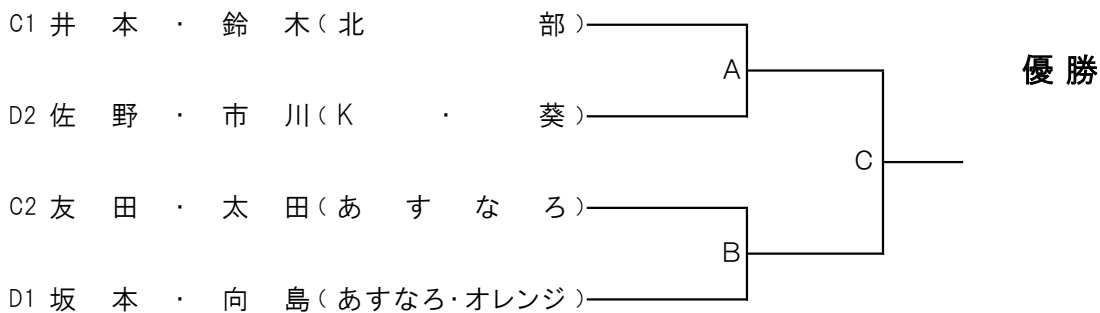 C1 井本・鈴木(北部)
A
優勝
D2 佐野・市川(K・葵)
C
C2 友田・太田(あすなろ)
B
D1 坂本・向島(あすなろ・オレンジ)